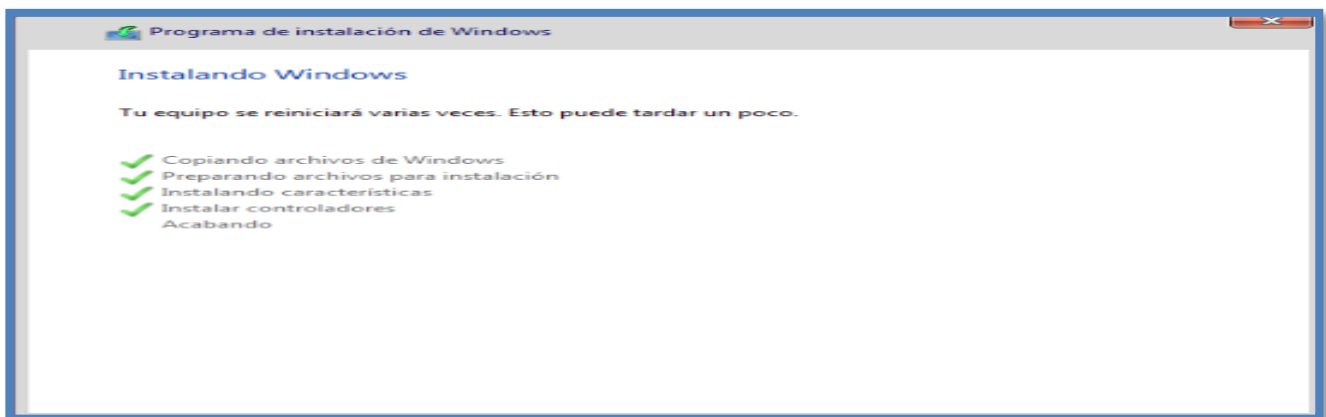 Programa de instalación de Windows
Instalando Windows
Tu equipo se reiniciará varias veces. Esto puede tardar un poco.
Copiando archivos de Windows
Preparando archivos para instalación
Instalando características
Instalar controladores
Acabando